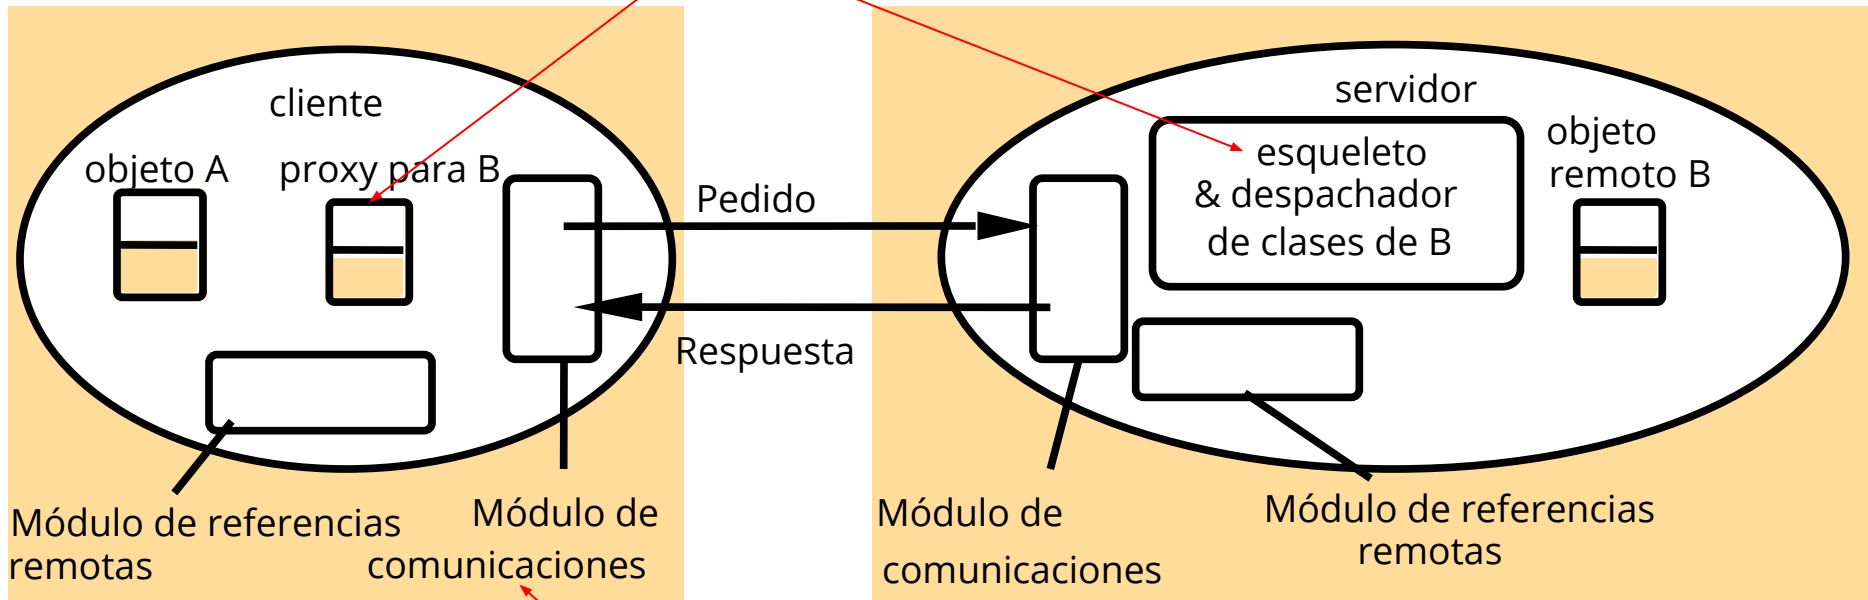 cliente
objeto A
proxy para B
Pedido
Respuesta
Módulo de referencias
remotas
Módulo de
comunicaciones
servidor
esqueleto
& despachador
de clases de B
objeto
remoto B
Módulo de
comunicaciones
Módulo de referencias
remotas